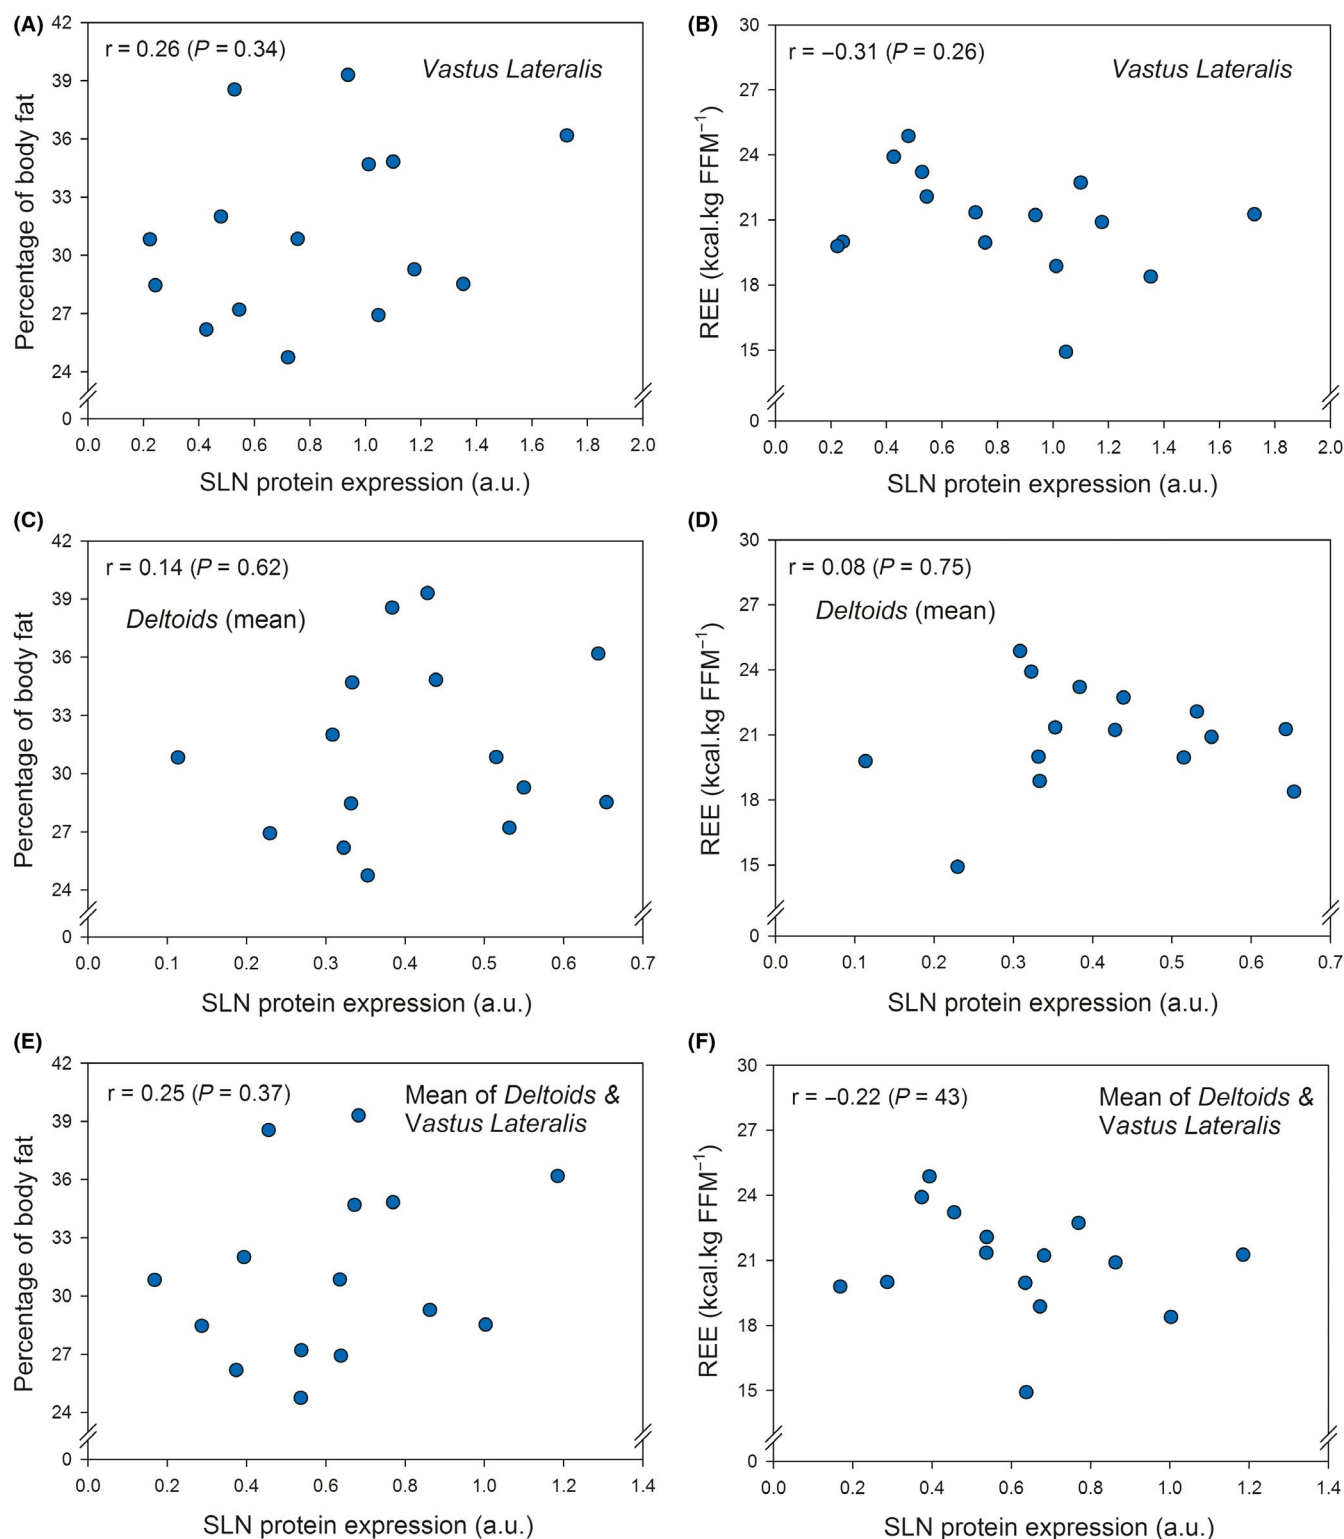 (A)
r = 0.26 (P = 0.34)
Vastus Lateralis
Percentage of body fat
42
39
36
33
30
27
24
0
0.0 0.2 0.4 0.6 0.8 1.0 1.2 1.4 1.6 1.8 2.0
SLN protein expression (a.u.)
(B)
r = −0.31 (P = 0.26)
Vastus Lateralis
REE (kcal.kg FFM⁻¹)
30
27
24
21
18
15
0
0.0 0.2 0.4 0.6 0.8 1.0 1.2 1.4 1.6 1.8 2.0
SLN protein expression (a.u.)
(C)
r = 0.14 (P = 0.62)
Deltoids (mean)
Percentage of body fat
42
39
36
33
30
27
24
0
0.0 0.1 0.2 0.3 0.4 0.5 0.6 0.7
SLN protein expression (a.u.)
(D)
r = 0.08 (P = 0.75)
Deltoids (mean)
REE (kcal.kg FFM⁻¹)
30
27
24
21
18
15
0
0.0 0.1 0.2 0.3 0.4 0.5 0.6 0.7
SLN protein expression (a.u.)
(E)
r = 0.25 (P = 0.37)
Mean of Deltoids &
Vastus Lateralis
Percentage of body fat
42
39
36
33
30
27
24
0
0.0 0.2 0.4 0.6 0.8 1.0 1.2 1.4
SLN protein expression (a.u.)
(F)
r = −0.22 (P = 43)
Mean of Deltoids &
Vastus Lateralis
REE (kcal.kg FFM⁻¹)
30
27
24
21
18
15
0
0.0 0.2 0.4 0.6 0.8 1.0 1.2 1.4
SLN protein expression (a.u.)